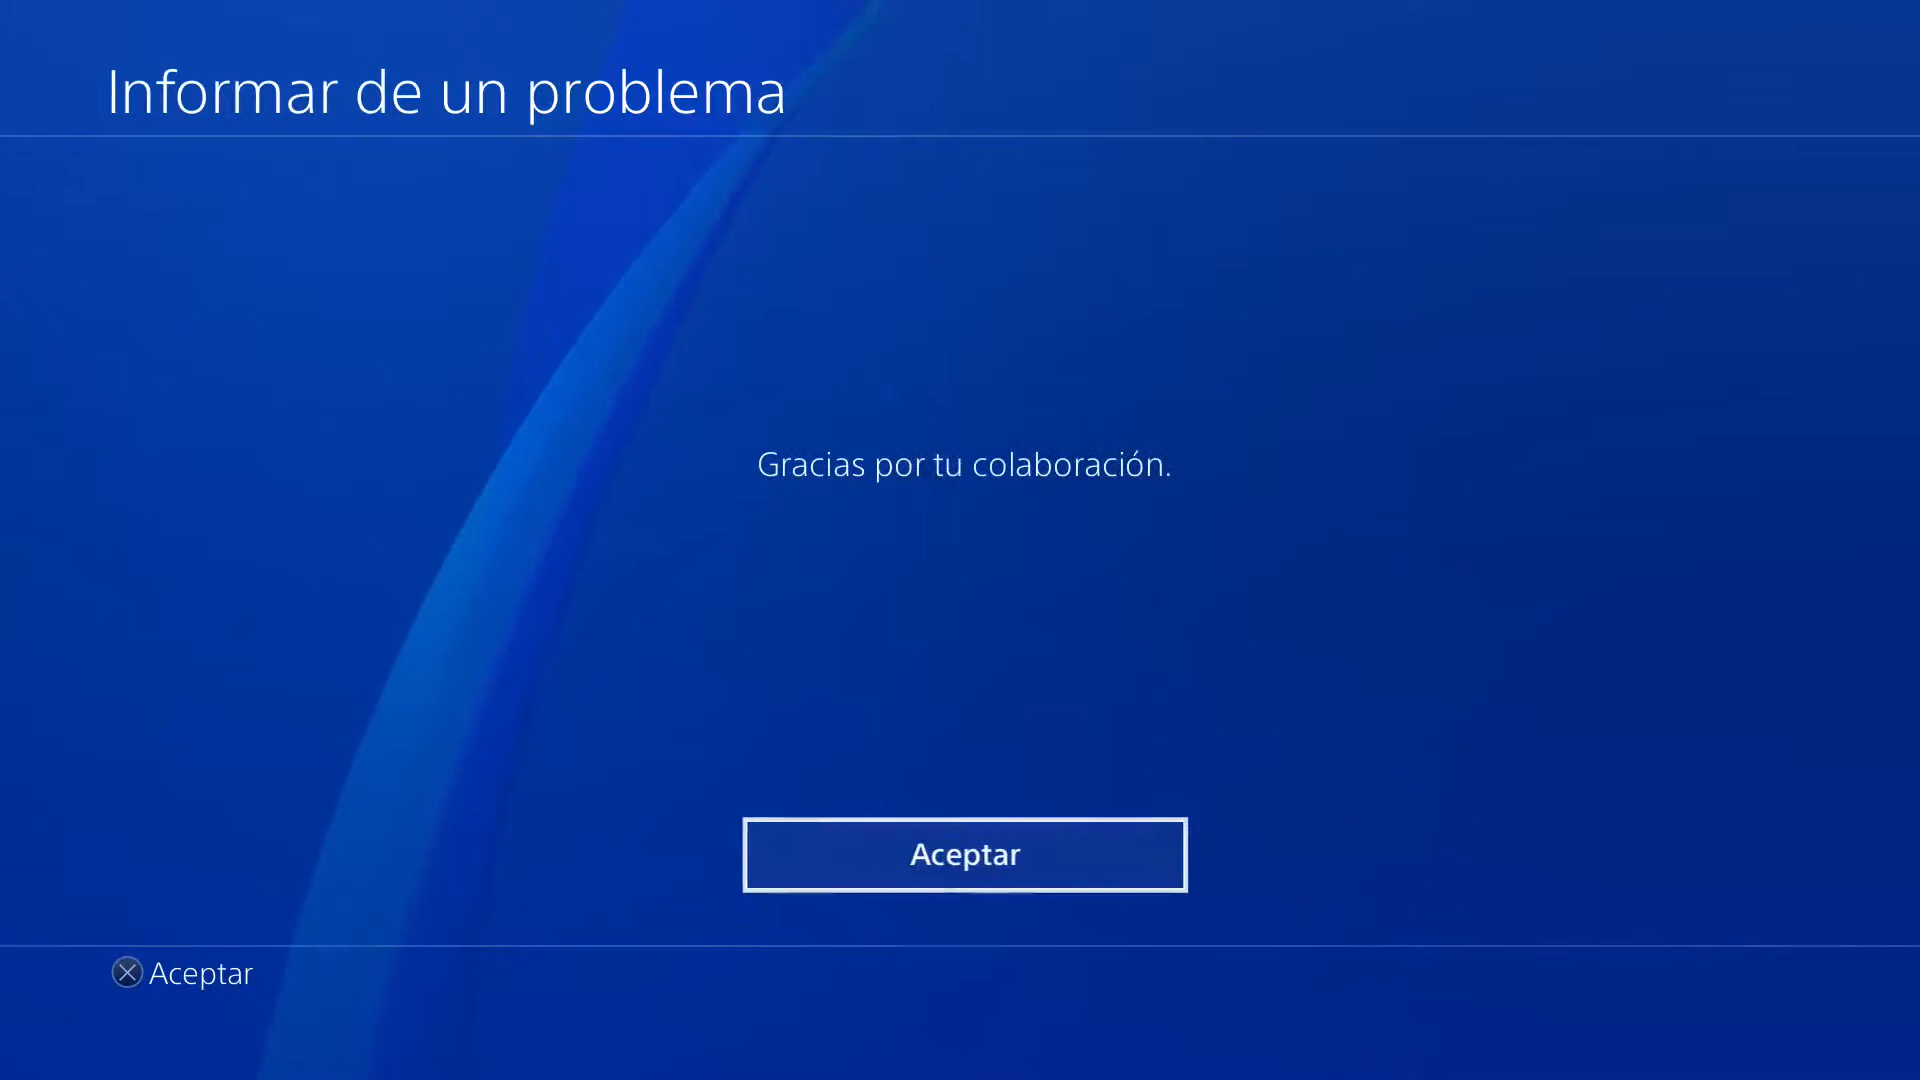 Informar de un problema
Gracias por tu colaboración.
Aceptar
Aceptar